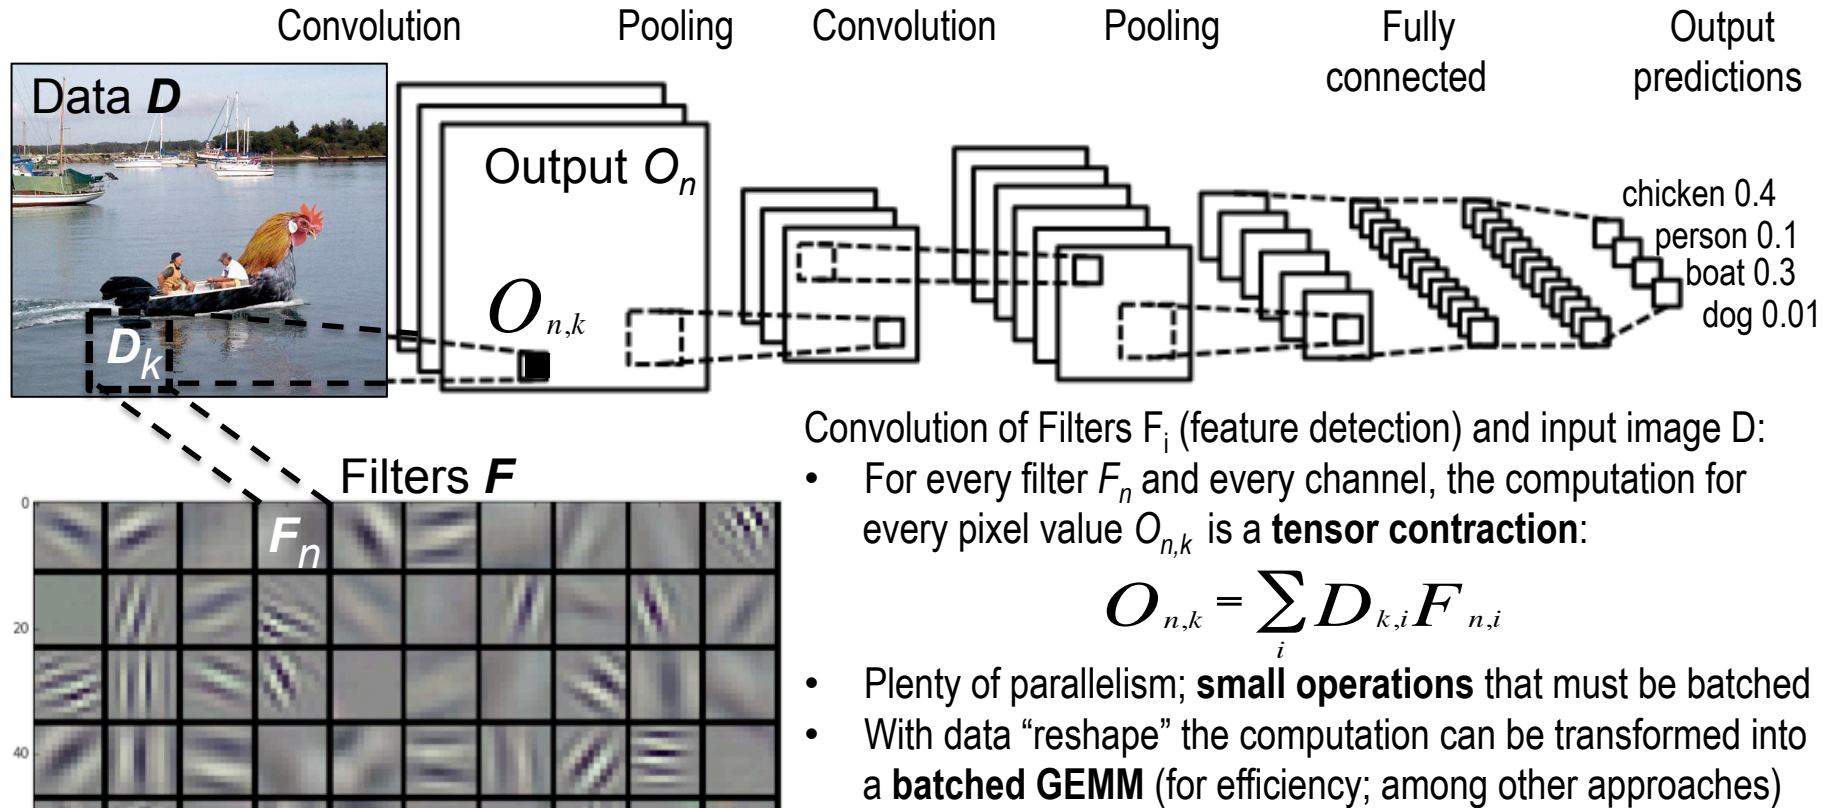 Convolution Pooling Convolution Pooling Fully connected Output predictions
Data D
Output On
On,k
Dk
chicken 0.4
person 0.1
boat 0.3
dog 0.01
Filters F
Fn
0
20
40
Convolution of Filters Fi (feature detection) and input image D:
• For every filter Fn and every channel, the computation for
every pixel value On,k is a tensor contraction:
On,k = ∑i Dk,i Fn,i
• Plenty of parallelism; small operations that must be batched
• With data “reshape” the computation can be transformed into
a batched GEMM (for efficiency; among other approaches)